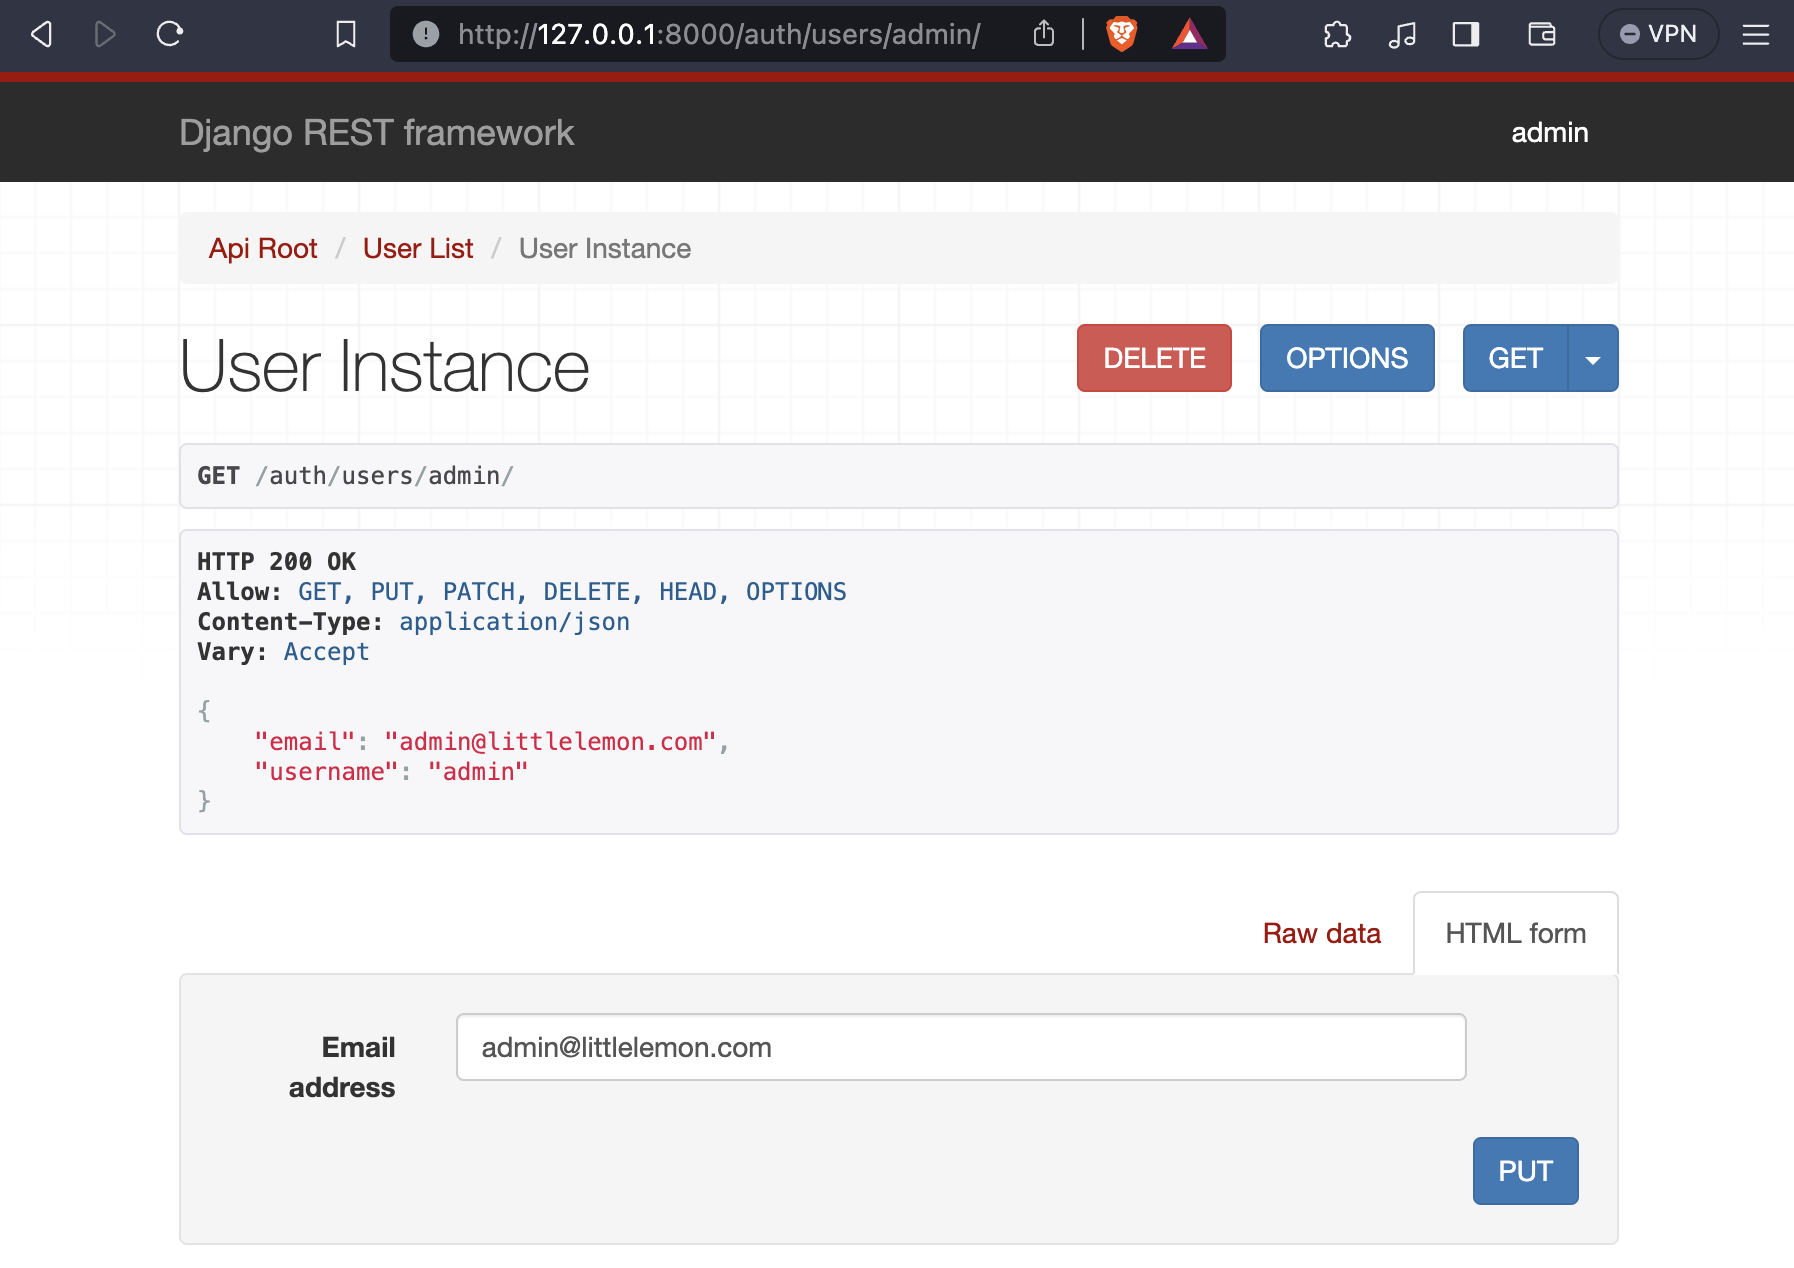 http://127.0.0.1:8000/auth/users/admin/
VPN
Django REST framework
admin
Api Root / User List / User Instance
User Instance
DELETE
OPTIONS
GET
GET /auth/users/admin/
HTTP 200 OK
Allow: GET, PUT, PATCH, DELETE, HEAD, OPTIONS
Content-Type: application/json
Vary: Accept
{
    "email": "admin@littlelemon.com",
    "username": "admin"
}
Raw data
HTML form
Email address
admin@littlelemon.com
PUT